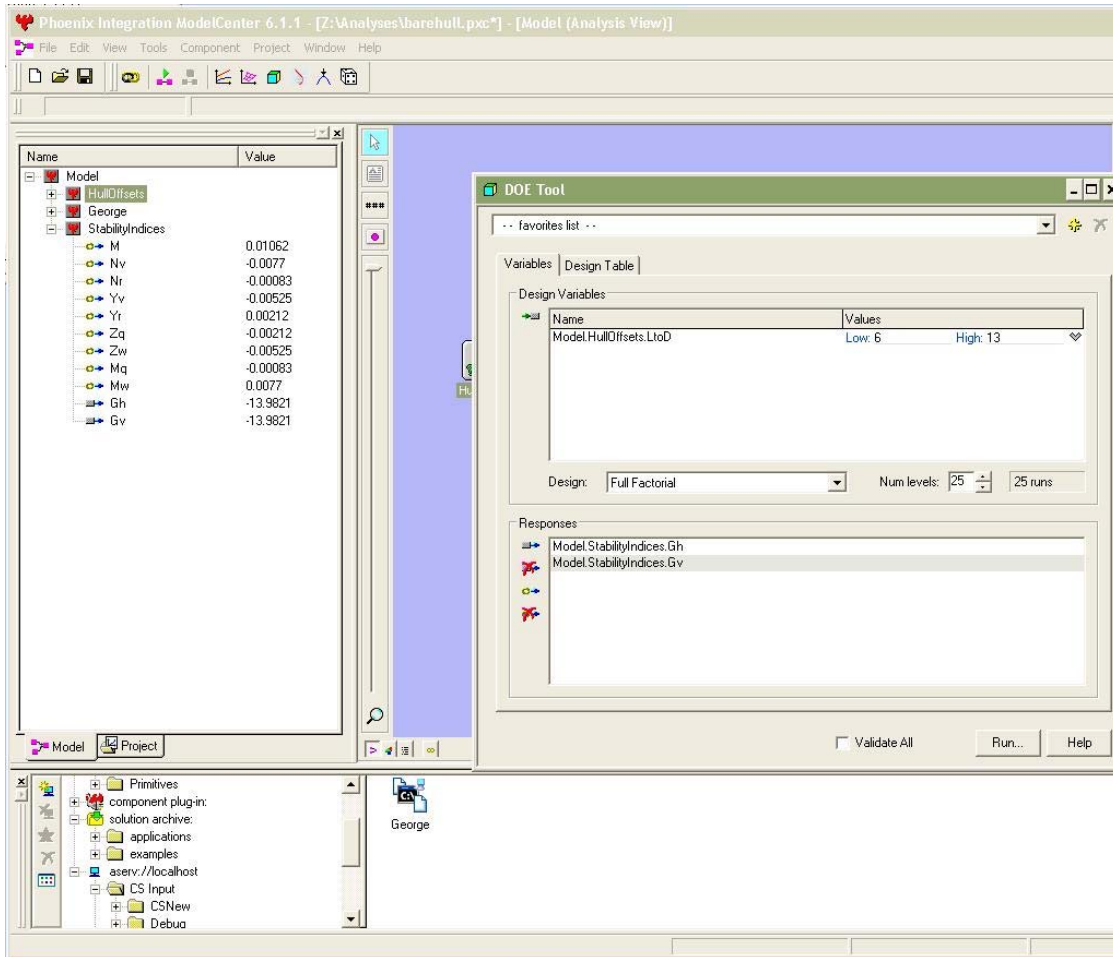 Phoenix Integration ModelCenter 6.1.1 - [Z:\Analyses\barehull.pxc*] - [Model (Analysis View)]
File Edit View Tools Component Project Window Help
Name Value
Model
HullOffsets
George
StabilityIndices
M 0.01062
Nv -0.0077
Nr -0.00083
Yv -0.00525
Yr 0.00212
Zq -0.00212
Zw -0.00525
Mq -0.00083
Mw 0.0077
Gh -13.9821
Gv -13.9821
Model Project
Hu
DOE Tool
-- favorites list --
Variables Design Table
Design Variables
Name Values
Model.HullOffsets.LtoD Low: 6 High: 13
Design: Full Factorial Num levels: 25 25 runs
Responses
Model.StabilityIndices.Gh
Model.StabilityIndices.Gv
Validate All Run... Help
Primitives
component plug-in:
solution archive:
applications
examples
aserv://localhost
CS Input
CSNew
Debug
C:\
George